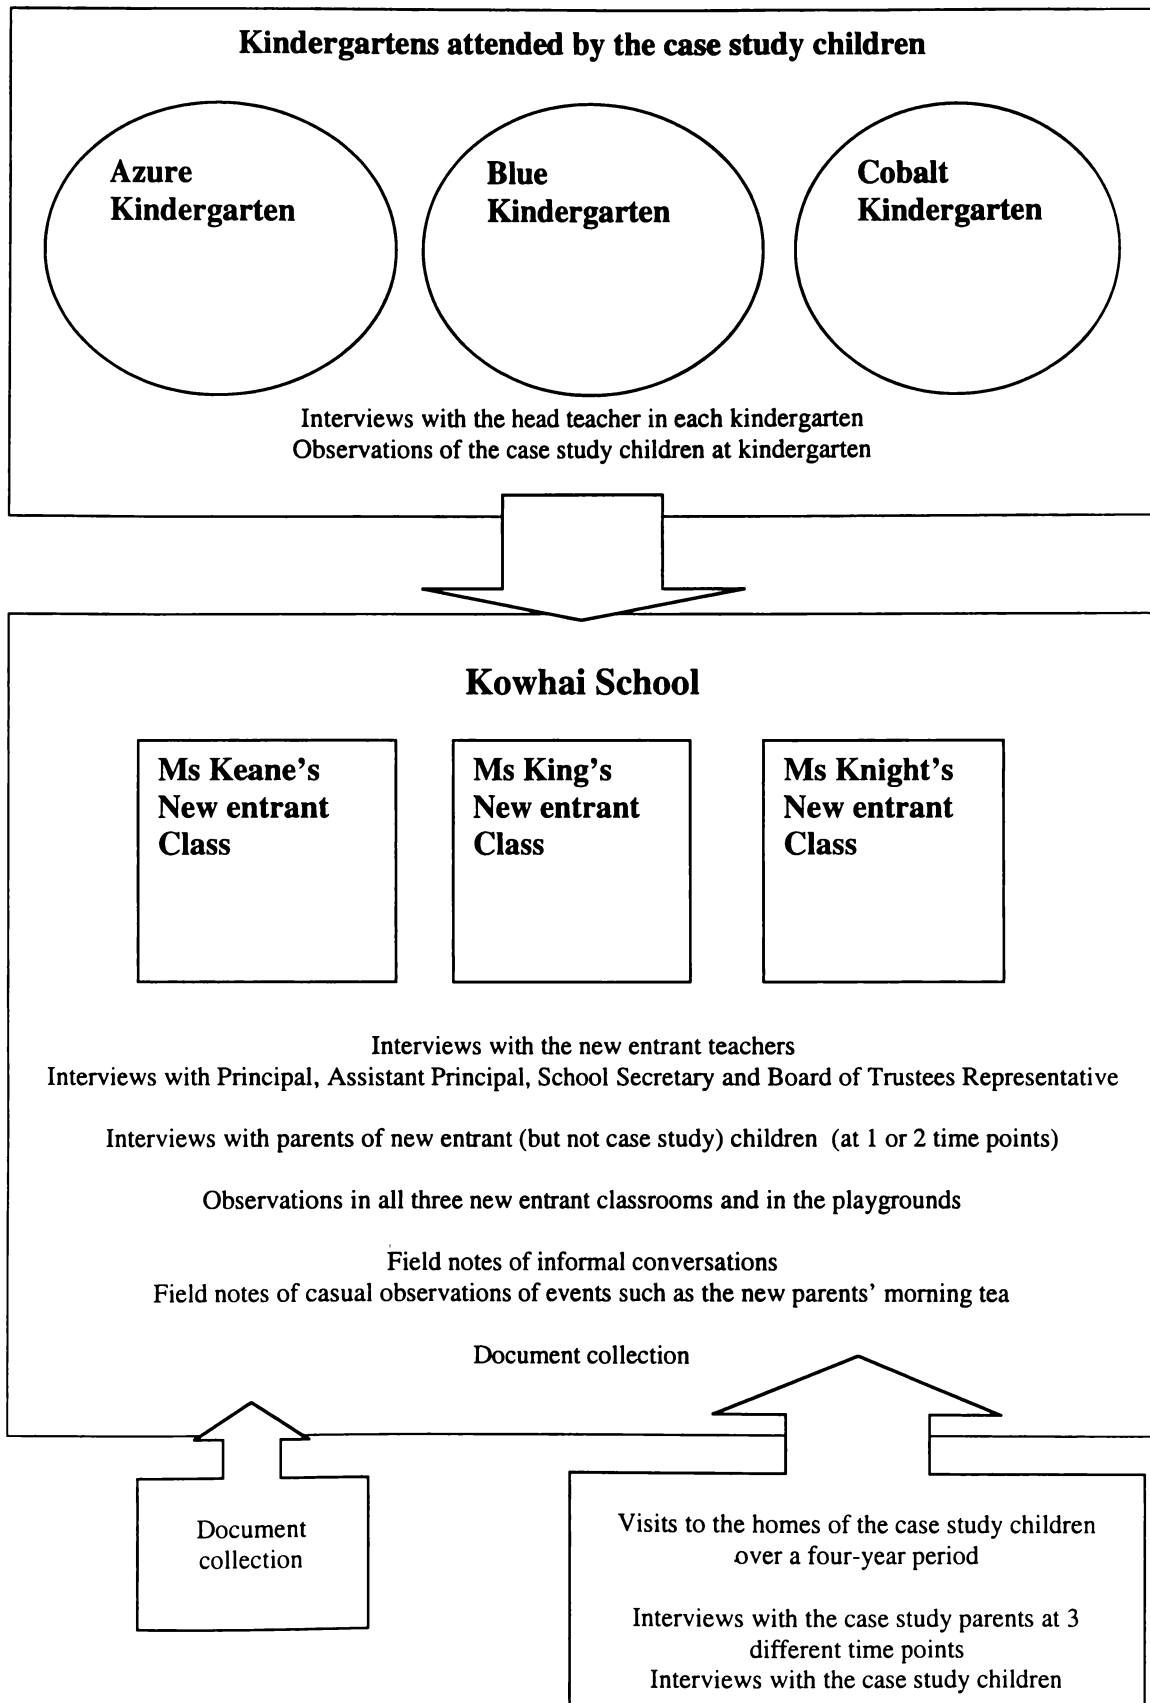 Kindergartens attended by the case study children
Azure
Kindergarten
Blue
Kindergarten
Cobalt
Kindergarten
Interviews with the head teacher in each kindergarten
Observations of the case study children at kindergarten
Kowhai School
Ms Keane's
New entrant
Class
Ms King's
New entrant
Class
Ms Knight's
New entrant
Class
Interviews with the new entrant teachers
Interviews with Principal, Assistant Principal, School Secretary and Board of Trustees Representative
Interviews with parents of new entrant (but not case study) children (at 1 or 2 time points)
Observations in all three new entrant classrooms and in the playgrounds
Field notes of informal conversations
Field notes of casual observations of events such as the new parents' morning tea
Document collection
Document
collection
Visits to the homes of the case study children
over a four-year period
Interviews with the case study parents at 3
different time points
Interviews with the case study children